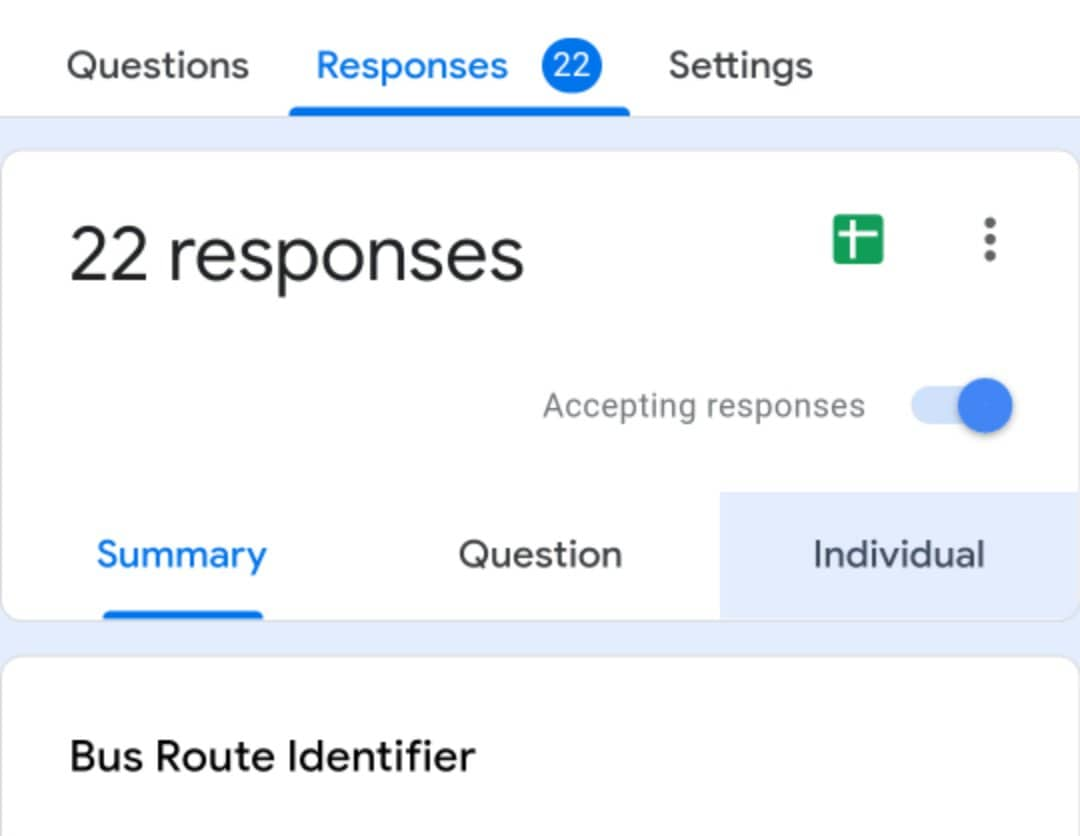 Questions Responses 22 Settings
22 responses
Accepting responses
Summary Question Individual
Bus Route Identifier